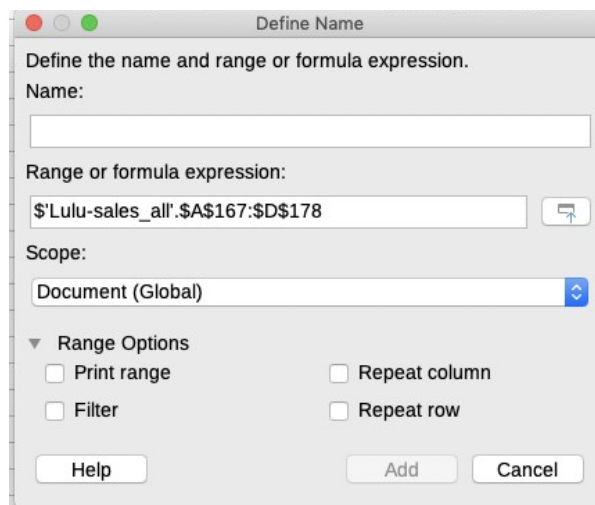 Define Name
Define the name and range or formula expression.
Name:
Range or formula expression:
$'Lulu-sales_all'.$A$167:$D$178
Scope:
Document (Global)
Range Options
Print range Repeat column
Filter Repeat row
Help Add Cancel